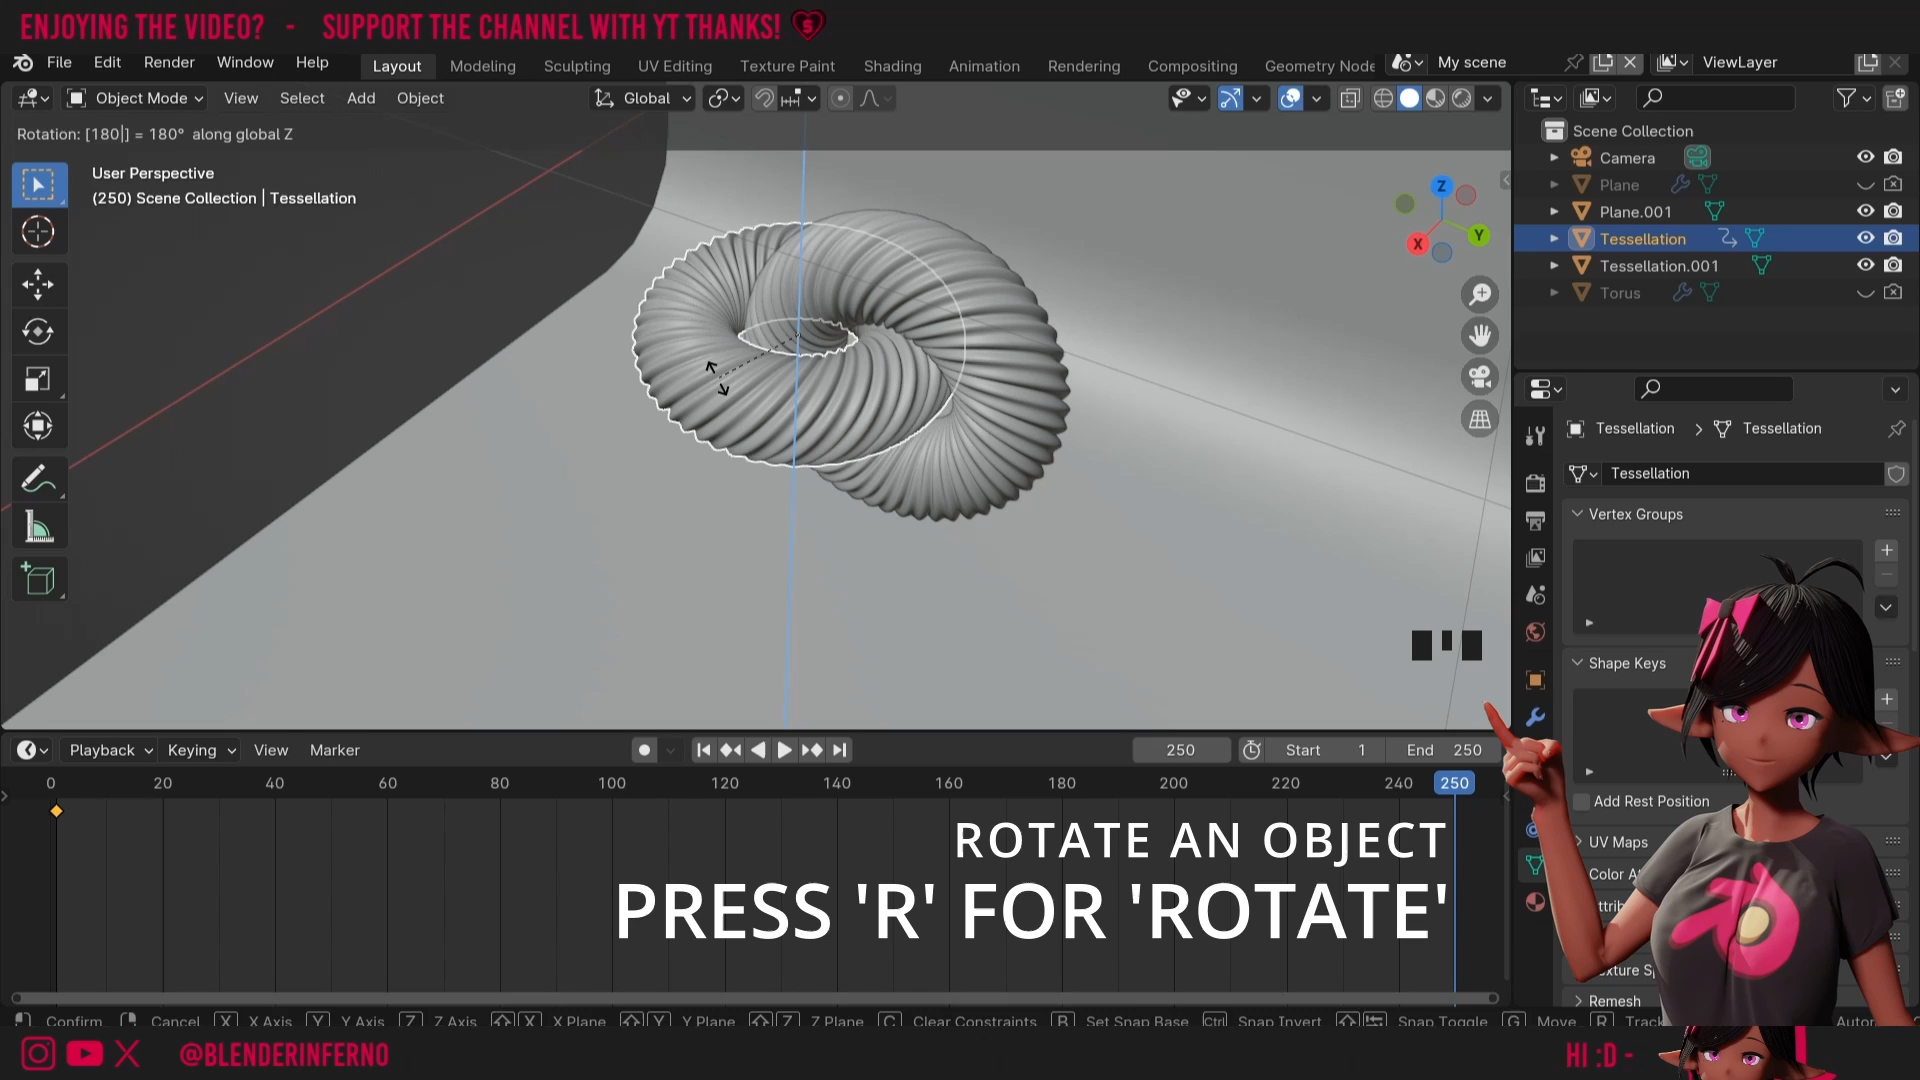 ENJOYING THE VIDEO? - SUPPORT THE CHANNEL WITH YT THANKS!
File Edit Render Window Help Layout Modeling Sculpting UV Editing Texture Paint Shading Animation Rendering Compositing Geometry Node My scene ViewLayer
Object Mode View Select Add Object Global
Rotation: [180|] = 180° along global Z
User Perspective
(250) Scene Collection | Tessellation
Z
Y
X
Scene Collection
Camera
Plane
Plane.001
Tessellation
Tessellation.001
Torus
Tessellation > Tessellation
Tessellation
Vertex Groups
Shape Keys
Add Rest Position
UV Maps
Color A
Remesh
Playback Keying View Marker 250 Start 1 End 250
0 20 40 60 80 100 120 140 160 180 200 220 240 250
ROTATE AN OBJECT
PRESS 'R' FOR 'ROTATE'
Confirm Cancel X X Axis Y Y Axis Z Z Axis X X Plane Y Y Plane Z Z Plane C Clear Constraints B Set Snap Base Ctrl Snap Invert Snap Toggle G Move R
@BLENDERINFERNO
HI :D -